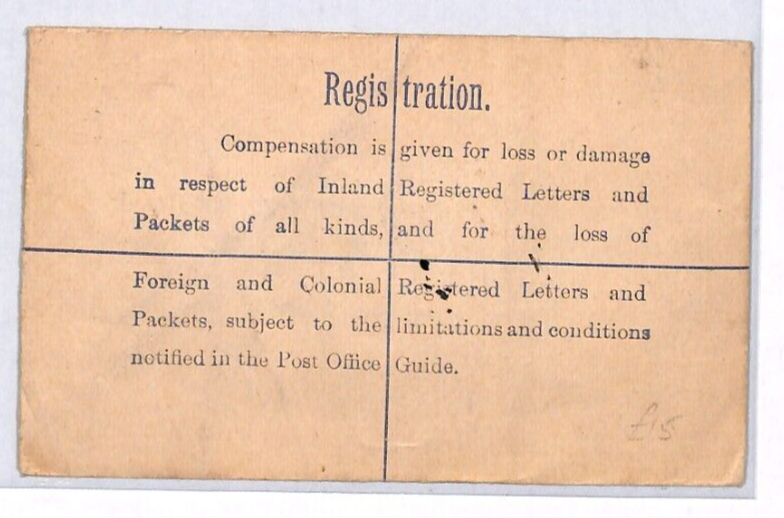 Registration.
Compensation is given for loss or damage
in respect of Inland Registered Letters and
Packets of all kinds, and for the loss of
Foreign and Colonial Registered Letters and
Packets, subject to the limitations and conditions
notified in the Post Office Guide.
£15